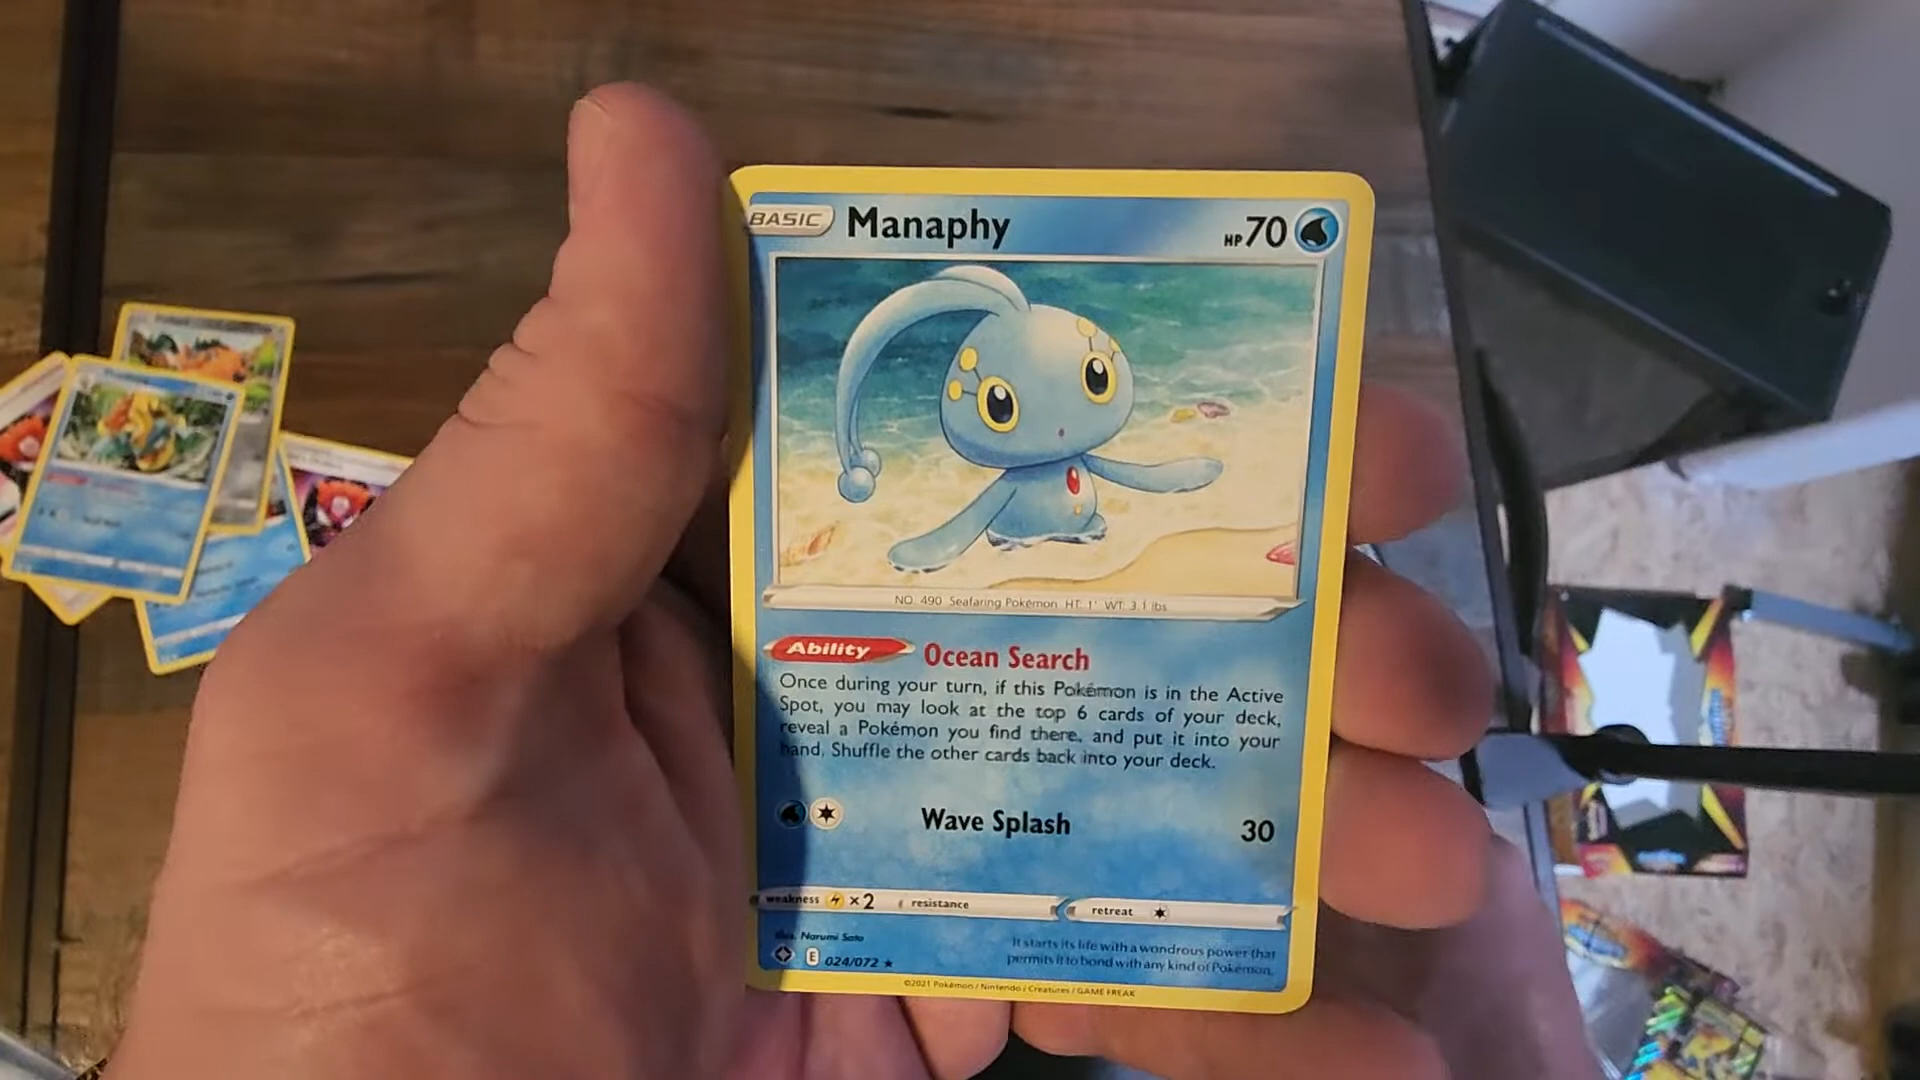 BASIC Manaphy HP 70
NO. 490 Seafaring Pokémon HT: 1' WT: 3.1 lbs
Ability Ocean Search
Once during your turn, if this Pokémon is in the Active
Spot, you may look at the top 6 cards of your deck,
reveal a Pokémon you find there, and put it into your
hand. Shuffle the other cards back into your deck.
Wave Splash 30
weakness ×2 resistance retreat
Illus. Narumi Sato
E 024/072 ★
It starts its life with a wondrous power that
permits it to bond with any kind of Pokémon.
©2021 Pokémon / Nintendo / Creatures / GAME FREAK